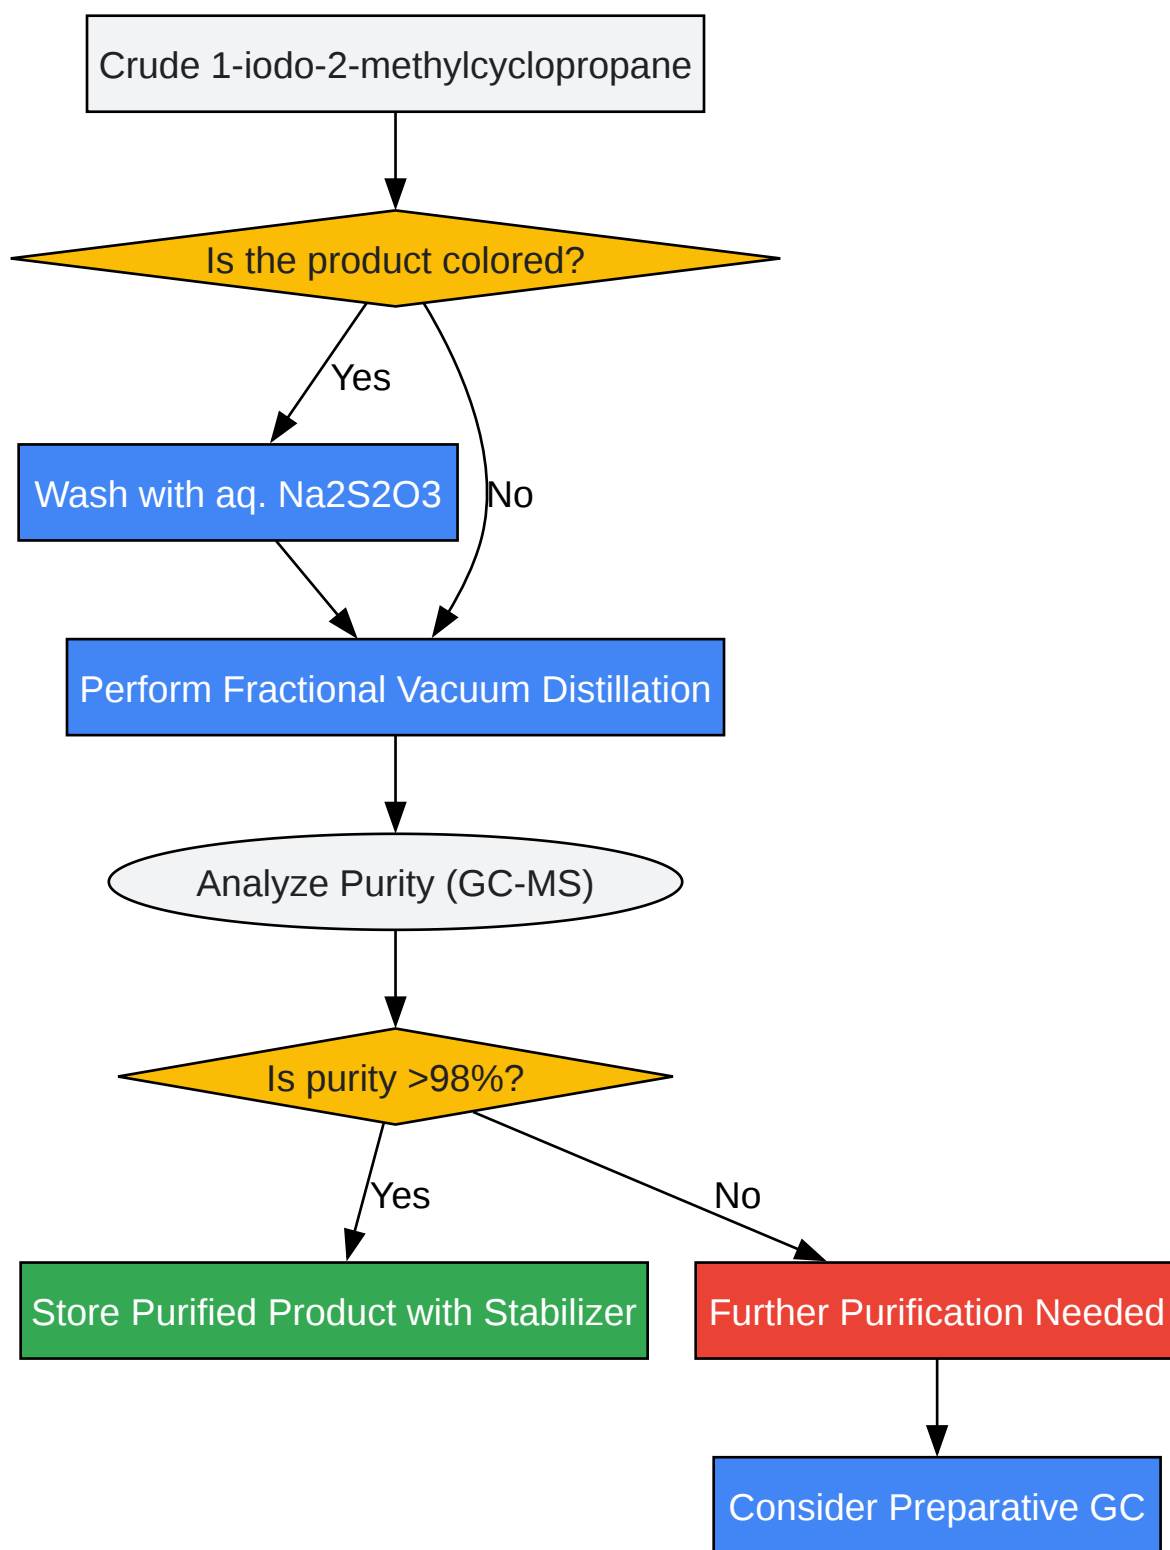 Crude 1-iodo-2-methylcyclopropane
Is the product colored?
Yes
Wash with aq. Na2S2O3
No
Perform Fractional Vacuum Distillation
Analyze Purity (GC-MS)
Is purity >98%?
Yes
No
Store Purified Product with Stabilizer
Further Purification Needed
Consider Preparative GC